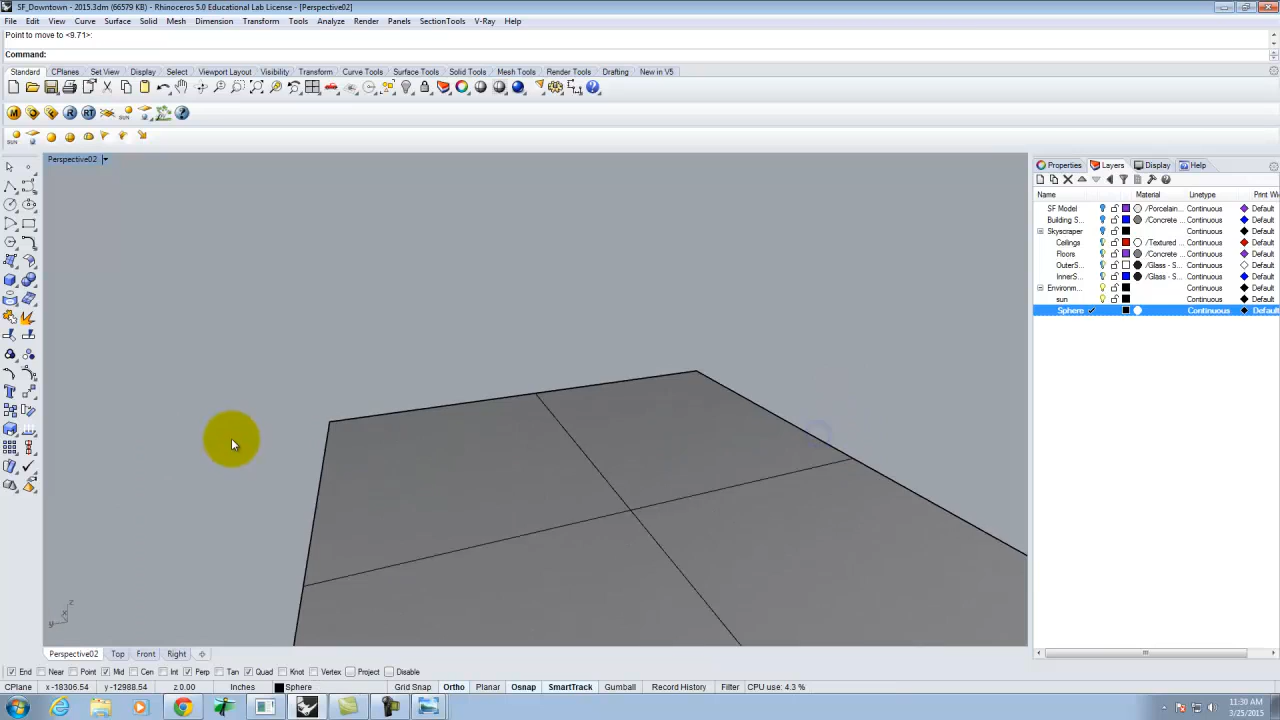 SF_Downtown - 2015.3dm (66579 KB) - Rhinoceros 5.0 Educational Lab License - [Perspective02]
File Edit View Curve Surface Solid Mesh Dimension Transform Tools Analyze Render Panels SectionTools V-Ray Help
Point to move to <9.71>:
Command:
Standard CPlanes Set View Display Select Viewport Layout Visibility Transform Curve Tools Surface Tools Solid Tools Mesh Tools Render Tools Drafting New in V5
M R RT SUN
SUN
Perspective02
Properties Layers Display Help
Name Material Linetype Print Wi
SF Model /Porcelain... Continuous Default
Building S... /Concrete Continuous Default
Skyscraper Continuous Default
Ceilings /Textured ... Continuous Default
Floors /Concrete Continuous Default
OuterS... /Glass - S... Continuous Default
InnerS... /Glass - S... Continuous Default
Environm... Continuous Default
sun Continuous Default
Sphere Continuous Default
z
x
y
Perspective02 Top Front Right
End Near Point Mid Cen Int Perp Tan Quad Knot Vertex Project Disable
CPlane x -18306.54 y -12988.54 z 0.00 Inches Sphere Grid Snap Ortho Planar Osnap SmartTrack Gumball Record History Filter CPU use: 4.3 %
11:30 AM
3/25/2015